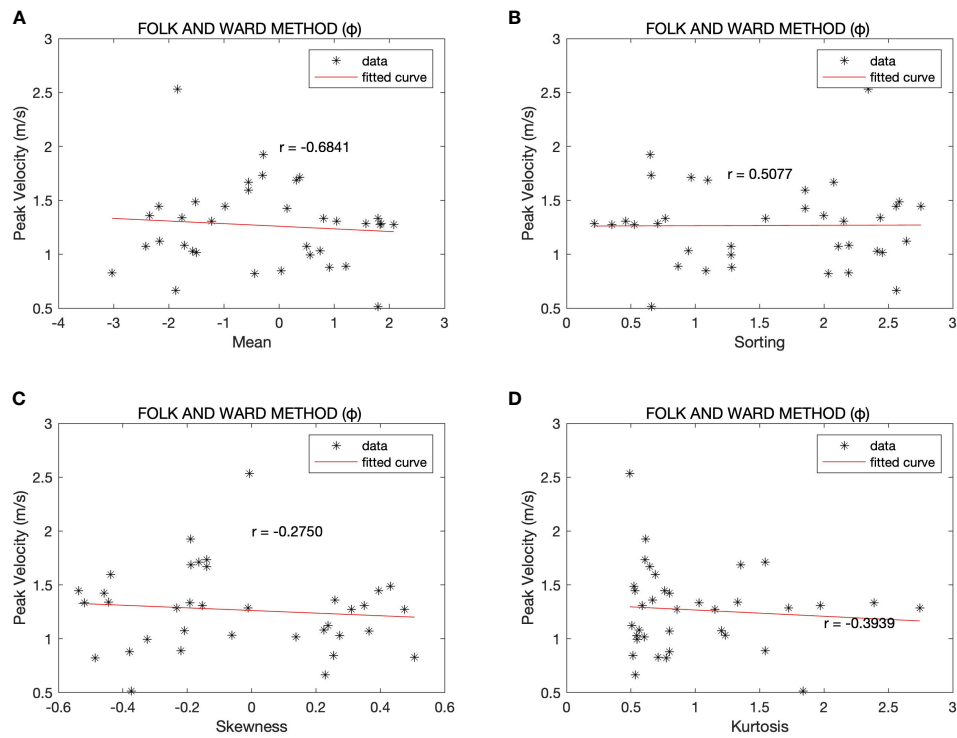 A
FOLK AND WARD METHOD (ϕ)
data
fitted curve
r = -0.6841
Peak Velocity (m/s)
3
2.5
2
1.5
1
0.5
-4 -3 -2 -1 0 1 2 3
Mean
B
FOLK AND WARD METHOD (ϕ)
data
fitted curve
r = 0.5077
Peak Velocity (m/s)
3
2.5
2
1.5
1
0.5
0 0.5 1 1.5 2 2.5 3
Sorting
C
FOLK AND WARD METHOD (ϕ)
data
fitted curve
r = -0.2750
Peak Velocity (m/s)
3
2.5
2
1.5
1
0.5
-0.6 -0.4 -0.2 0 0.2 0.4 0.6
Skewness
D
FOLK AND WARD METHOD (ϕ)
data
fitted curve
r = -0.3939
Peak Velocity (m/s)
3
2.5
2
1.5
1
0.5
0 0.5 1 1.5 2 2.5 3
Kurtosis